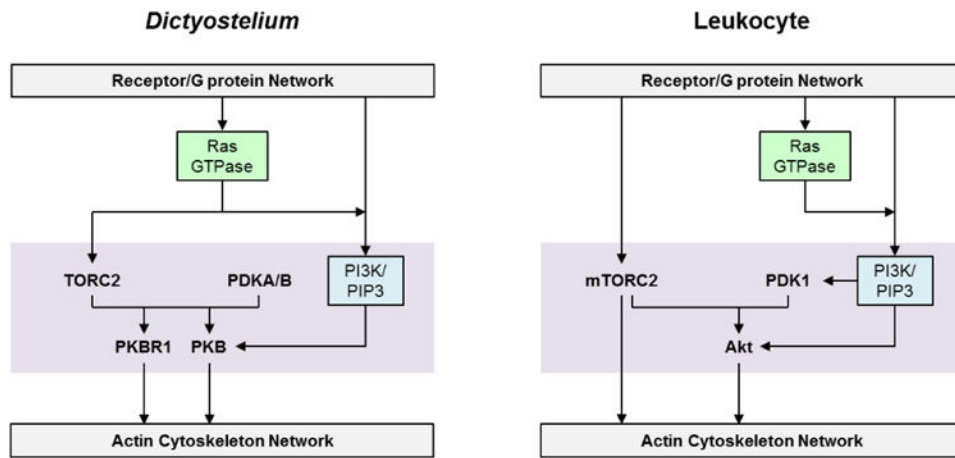 Dictyostelium
Receptor/G protein Network
Ras
GTPase
TORC2
PDKA/B
PI3K/
PIP3
PKBR1
PKB
Actin Cytoskeleton Network
Leukocyte
Receptor/G protein Network
Ras
GTPase
mTORC2
PDK1
PI3K/
PIP3
Akt
Actin Cytoskeleton Network